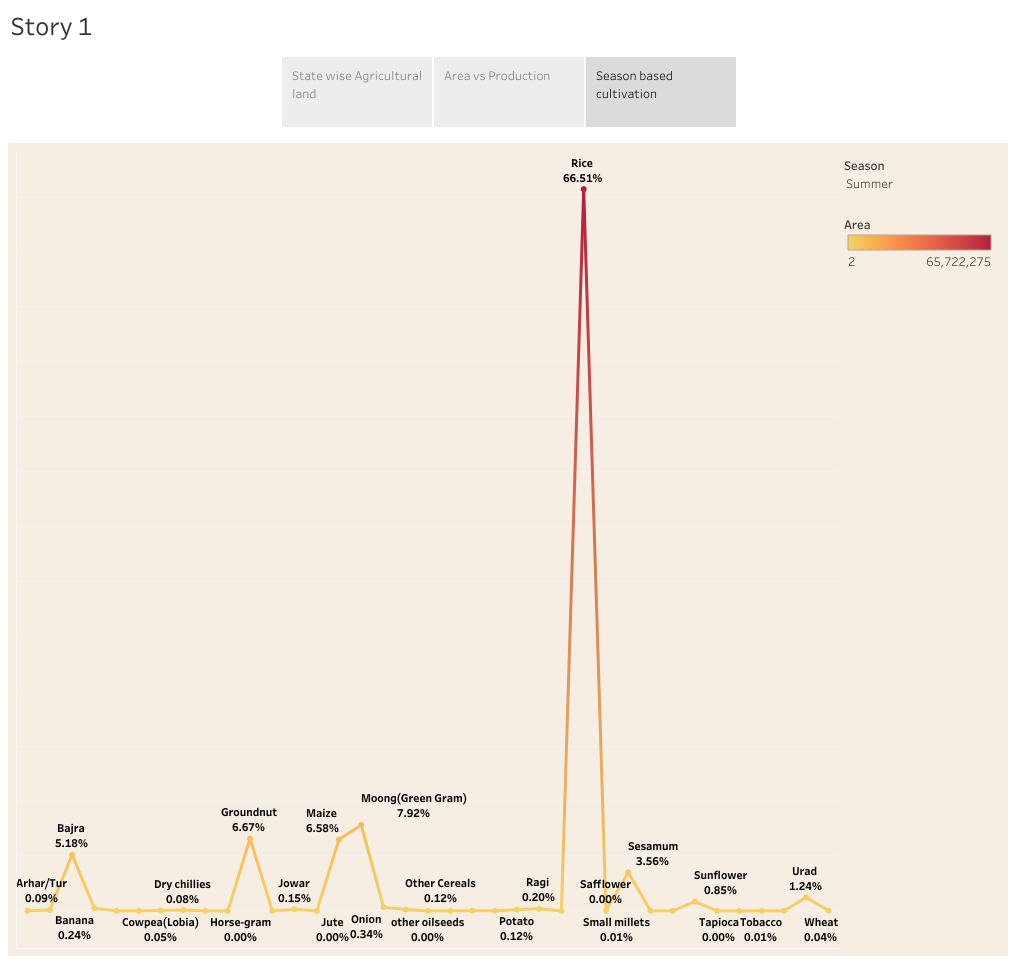 Story 1
State wise Agricultural
land
Area vs Production
Season based
cultivation
Rice
66.51%
Season
Summer
Area
2
65,722,275
Moong(Green Gram)
7.92%
Groundnut
6.67%
Maize
6.58%
Bajra
5.18%
Sesamum
3.56%
Arhar/Tur
0.09%
Dry chillies
0.08%
Jowar
0.15%
Other Cereals
0.12%
Ragi
0.20%
Safflower
0.00%
Sunflower
0.85%
Urad
1.24%
Banana
0.24%
Cowpea(Lobia)
0.05%
Horse-gram
0.00%
Jute
0.00%
Onion
0.34%
other oilseeds
0.00%
Potato
0.12%
Small millets
0.01%
Tapioca
0.00%
Tobacco
0.01%
Wheat
0.04%